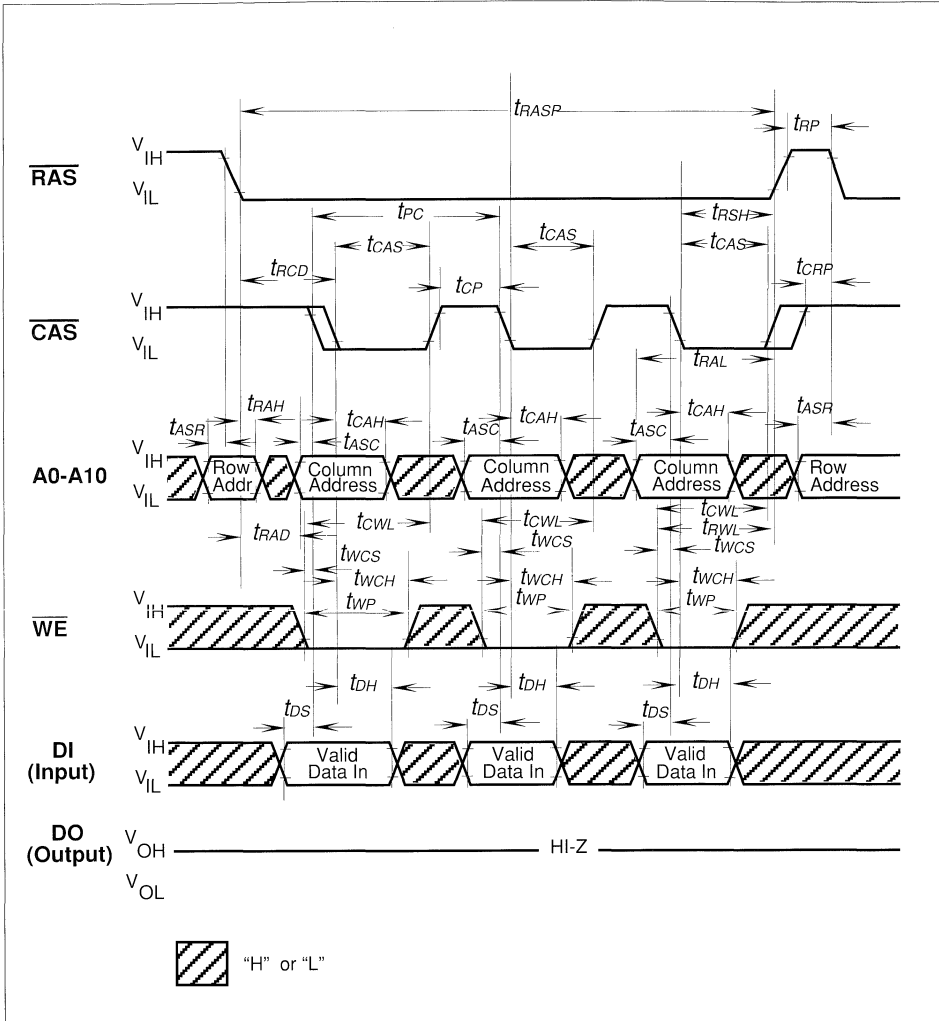 tRASP
tRP
VIH
RAS
VIL
tPC
tRSH
tCAS
tCAS
tCAS
tRCD
tCP
tCRP
VIH
CAS
VIL
tRAL
tRAH
tCAH
tCAH
tCAH
tASR
tASC
tASC
tASC
tASR
VIH
A0-A10
VIL
Row Addr
Column Address
Column Address
Column Address
Row Address
tCWL
tCWL
tCWL
tRAD
tRWL
tWCS
tWCS
tWCS
tWCH
tWCH
tWCH
tWP
tWP
tWP
VIH
WE
VIL
tDH
tDH
tDH
tDS
tDS
tDS
DI
(Input)
VIH
VIL
Valid Data In
Valid Data In
Valid Data In
DO
(Output)
VOH
HI-Z
VOL
"H" or "L"